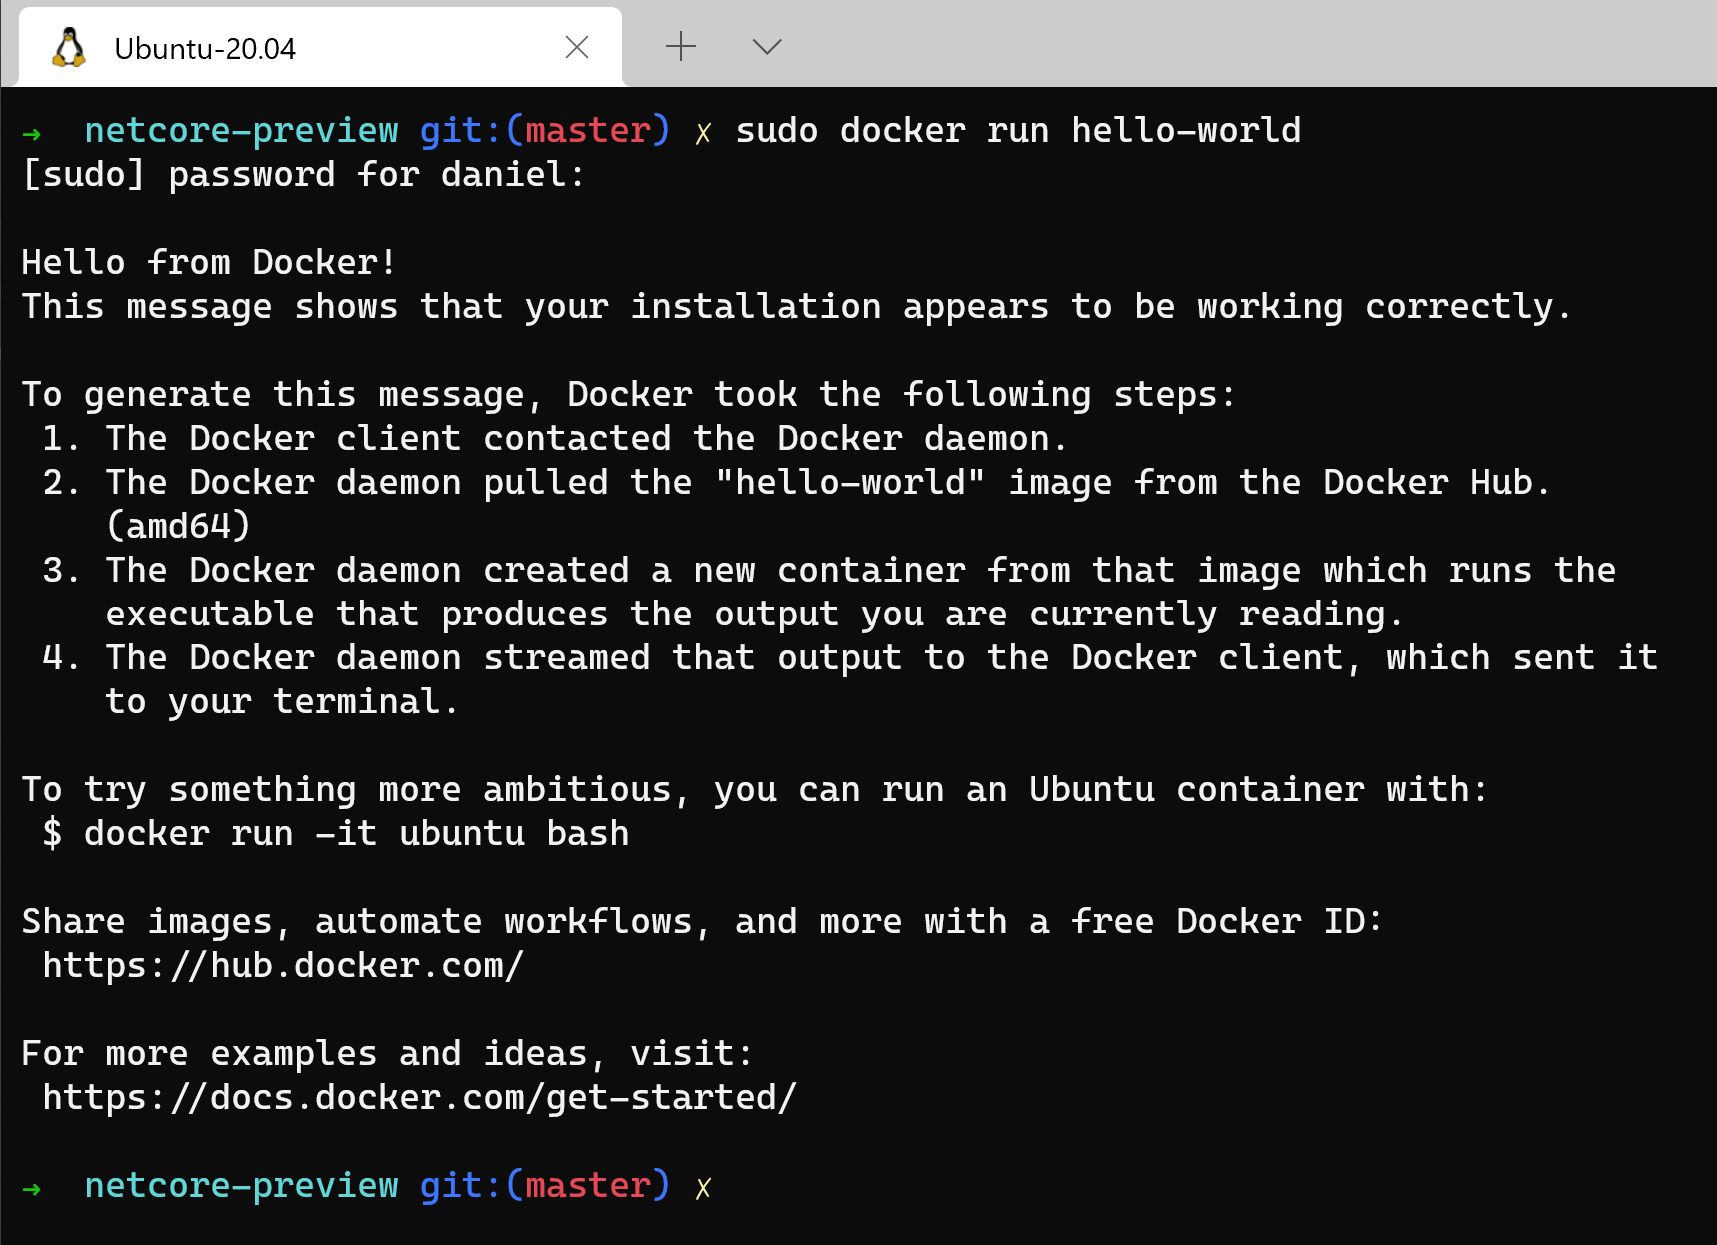 Ubuntu-20.04
→ netcore-preview git:(master) ✗ sudo docker run hello-world
[sudo] password for daniel:
Hello from Docker!
This message shows that your installation appears to be working correctly.
To generate this message, Docker took the following steps:
1. The Docker client contacted the Docker daemon.
2. The Docker daemon pulled the "hello-world" image from the Docker Hub.
(amd64)
3. The Docker daemon created a new container from that image which runs the
executable that produces the output you are currently reading.
4. The Docker daemon streamed that output to the Docker client, which sent it
to your terminal.
To try something more ambitious, you can run an Ubuntu container with:
$ docker run -it ubuntu bash
Share images, automate workflows, and more with a free Docker ID:
https://hub.docker.com/
For more examples and ideas, visit:
https://docs.docker.com/get-started/
→ netcore-preview git:(master) ✗